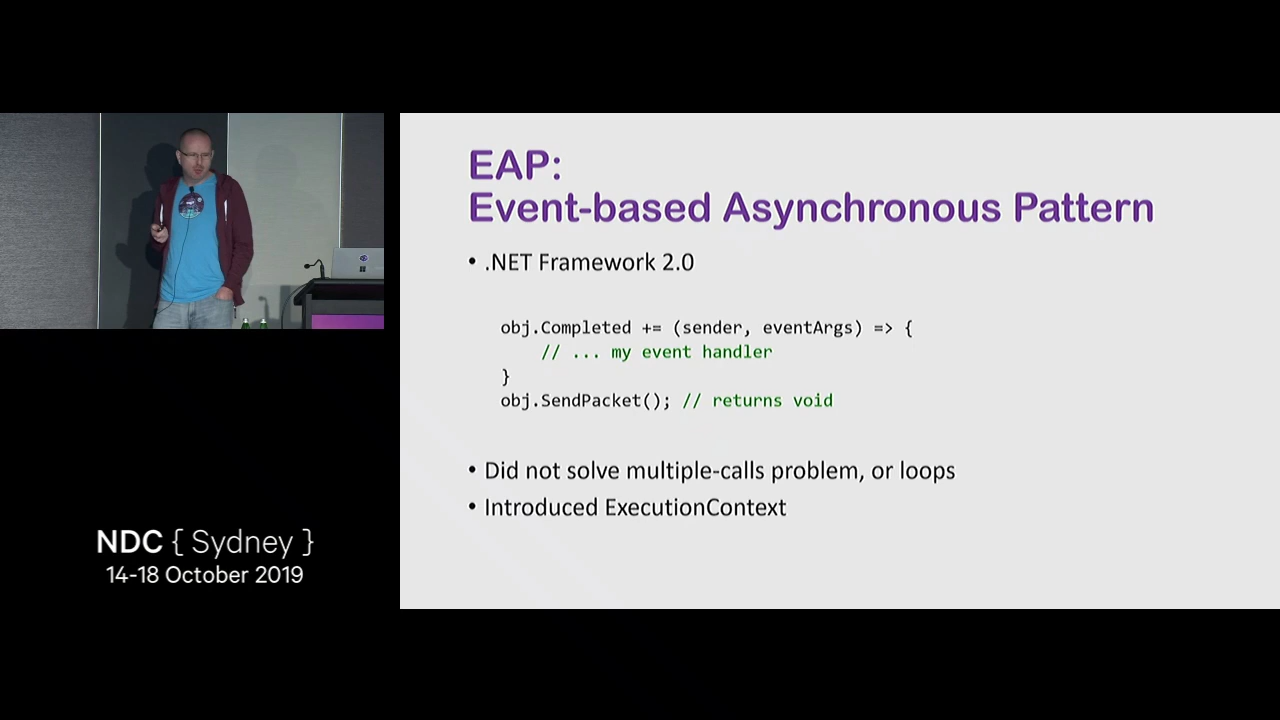 EAP:
Event-based Asynchronous Pattern
• .NET Framework 2.0
obj.Completed += (sender, eventArgs) => {
// ... my event handler
}
obj.SendPacket(); // returns void
• Did not solve multiple-calls problem, or loops
• Introduced ExecutionContext
NDC { Sydney }
14-18 October 2019